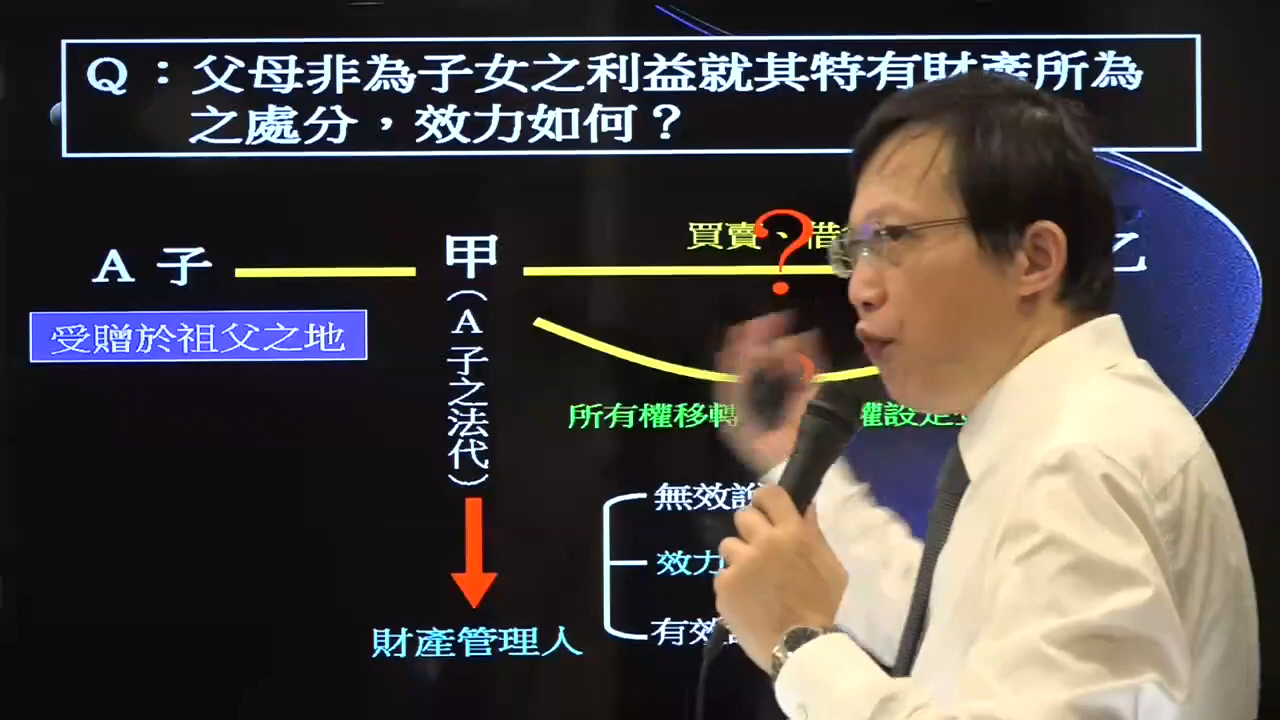 Q：父母非為子女之利益就其特有財產所為
之處分，效力如何？
A 子
甲
買賣、借
?
乙
受贈於祖父之地
(A子之法代)
所有權移轉 權設定
無效說
效力
有效
財產管理人